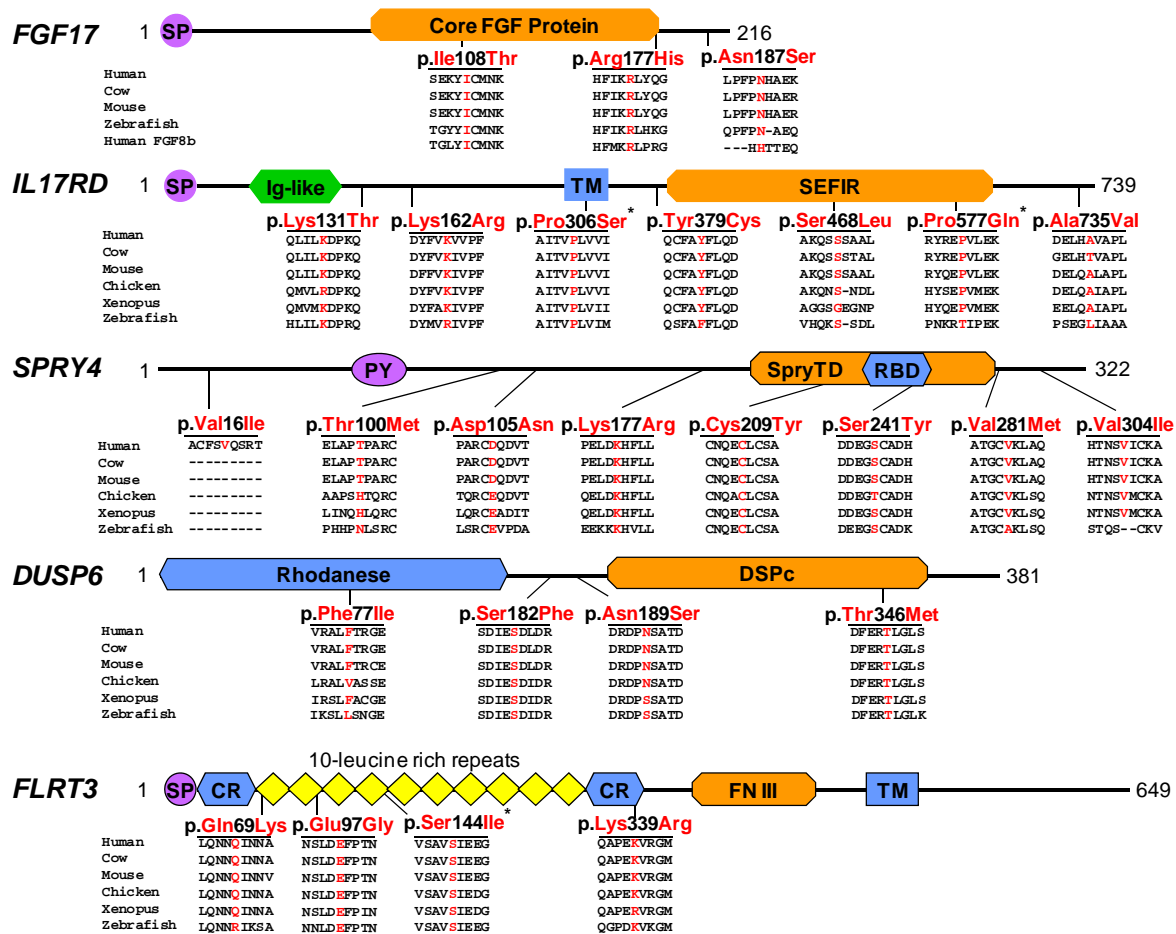 FGF17 1 SP Core FGF Protein 216
p.Ile108Thr p.Arg177His p.Asn187Ser
Human SEKYICMNK HFIKRLYQG LPFPNHAEK
Cow SEKYICMNK HFIKRLYQG LPFPNHAER
Mouse SEKYICMNK HFIKRLYQG LPFPNHAER
Zebrafish TGYYICMNK HFIKRLHKG QPFPN-AEQ
Human FGF8b TGLYICMNK HFMKRLPRG ---HTTEQ
IL17RD 1 SP Ig-like TM SEFIR 739
p.Lys131Thr p.Lys162Arg p.Pro306Ser* p.Tyr379Cys p.Ser468Leu p.Pro577Gln* p.Ala735Val
Human QLILKDPKQ DYFVKVVPF AITVPLVVI QCFAYFLQD AKQSSSAAL RYREPVLEK DELHAVAPL
Cow QLILKDPKQ DYFVKIVPF AITVPLVVI QCFAYFLQD AKQSSTAL RYREPVLEK GELHTVAPL
Mouse QLILKDPKQ DFFVKIVPF AITVPLVVI QCFAYFLQD AKQSSSAAL RYQEPVLEK DELQALAPL
Chicken QMVLRDPKQ DYFVKIVPF AITVPLVVI QCFAYFLQD AKQNS-NDL HYSEPVMEK DELQAIAPL
Xenopus QMVMKDPKQ DYFAKIVPF AITVPLVVI QCFAYFLQD AGGSGEGNP HYQEPVMEK EELQAIAPL
Zebrafish HLILKDPRQ DYMVRIVPF AITVPLVIM QSFAFFLQD VHQKS-SDL PNKRTIPEK PSEGLIAAA
SPRY4 1 PY SpryTD RBD 322
p.Val16Ile p.Thr100Met p.Asp105Asn p.Lys177Arg p.Cys209Tyr p.Ser241Tyr p.Val281Met p.Val304Ile
Human ACFSVQSRT ELAPTPARC PARCDQDVT PELDKHFLL CNQECLCSA DDEGSCADH ATGCVKLAQ HTNSVICKA
Cow --------- ELAPTPARC PARCDQDVT PELDKHFLL CNQECLCSA DDEGSCADH ATGCVKLAQ HTNSVICKA
Mouse --------- ELAPTPARC PARCDQDVT PELDKHFLL CNQECLCSA DDEGSCADH ATGCVKLAQ HTNSVICKA
Chicken --------- AAPSHTQRC TQRCEQDVT QELDKHFLL CNQACLCSA DDEGTCADH ATGCVKLSQ NTNSVMCKA
Xenopus --------- LINQHLQRC LQRCEADIT QELDKHFLL CNQECLCSA DDEGSCADH ATGCVKLSQ NTNSVMCKA
Zebrafish --------- PHHPNLSRC LSRCEVPDA EEKKKHVLL CNQECLCSA DEEGSCADK ATGCAKLSQ STQS--CKV
DUSP6 1 Rhodanese DSPc 381
p.Phe77Ile p.Ser182Phe p.Asn189Ser p.Thr346Met
Human VRALFTRGE SDIESDLDR DRDPNSATD DFERTLGLS
Cow VRALFTRGE SDIESDLDR DRDPNSATD DFERTLGLS
Mouse VRALFTRCE SDIESDLDR DRDPNSATD DFERTLGLS
Chicken LRALVASSE SDIESDIDR DRDPNSATD DFERTLGLS
Xenopus IRSLFACGE SDIESDIDR DRDPSSATD DFERTLGLS
Zebrafish IKSLLSNGE SDIESDIDR DRDPSSATD DFERTLGLK
10-leucine rich repeats
FLRT3 1 SP CR CR FN III TM 649
p.Gln69Lys p.Glu97Gly p.Ser144Ile* p.Lys339Arg
Human LQNNQINNA NSLDEFPTN VSAVSIEEG QAPEKVRGM
Cow LQNNQINNA NSLDEFPTN VSAVSIEEG QAPEKVRGM
Mouse LQNNQINNV NSLDEFPTN VSAVSIEEG QAPEKVRGM
Chicken LQNNQINNA NSLDEFPTN VSAVSIEDG QAPEKVRGM
Xenopus LQNNQINNA NSLDEFPIN VSAVSIEDG QAPERVRGM
Zebrafish LQNNRIKSA NNLDEFPTN VSAVSIEEG QGPDKVKGM